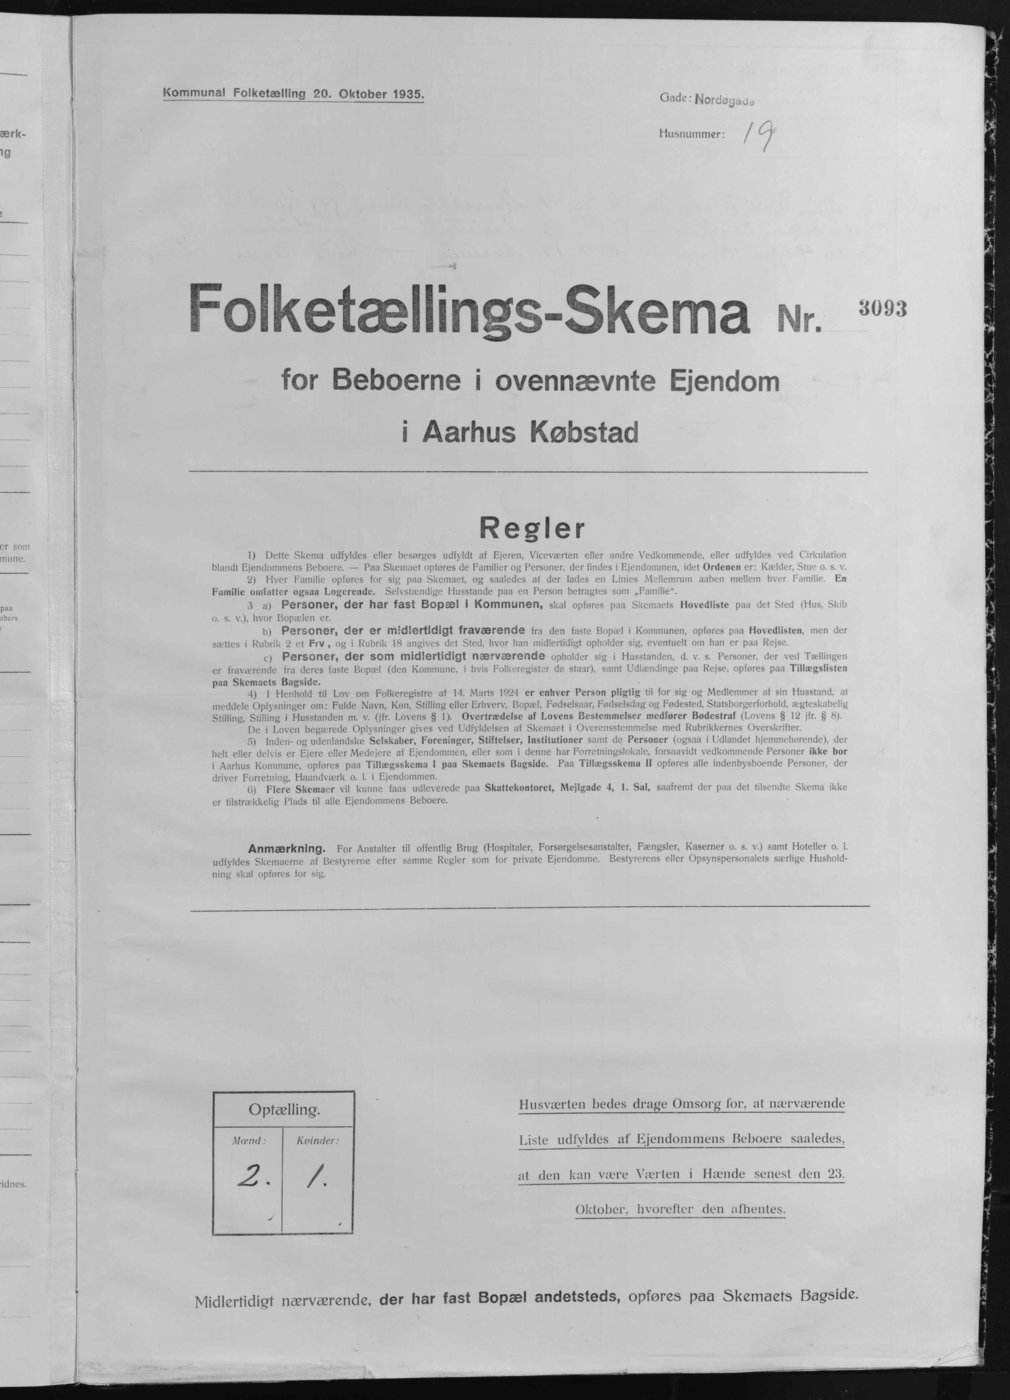 Kommunal Folketælling 20. Oktober 1935.
Gade: Nordøgade
Husnummer: 19
Folketællings-Skema Nr. 3093
for Beboerne i ovennævnte Ejendom
i Aarhus Købstad
Regler
1) Dette Skema udfyldes eller besørges udfyldt af Ejeren, Viceværten eller andre Vedkommende, eller udfyldes ved Cirkulation
blandt Ejendommens Beboere. — Paa Skemaet opføres de Familier og Personer, der findes i Ejendommen, idet Ordenen er: Kælder, Stue o. s. v.
2) Hver Familie opføres for sig paa Skemaet, og saaledes at der lades en Linies Mellemrum aaben mellem hver Familie. En
Familie omfatter ogsaa Logerende. Selvstændige Husstande paa en Person betragtes som „Familie".
3 a) Personer, der har fast Bopæl i Kommunen, skal opføres paa Skemaets Hovedliste paa det Sted (Hus, Skib
o. s. v.), hvor Bopælen er.
b) Personer, der er midlertidigt fraværende fra den faste Bopæl i Kommunen, opføres paa Hovedlisten, men der
sættes i Rubrik 2 et Frv, og i Rubrik 18 angives det Sted, hvor han midlertidigt opholder sig, eventuelt om han er paa Rejse.
c) Personer, der som midlertidigt nærværende opholder sig i Husstanden, d. v. s. Personer, der ved Tællingen
er fraværende fra deres faste Bopæl (den Kommune, i hvis Folkeregister de staar), samt Udlændinge paa Rejse, opføres paa Tillægslisten
paa Skemaets Bagside.
4) I Henhold til Lov om Folkeregistre af 14. Marts 1924 er enhver Person pligtig til for sig og Medlemmer af sin Husstand, at
meddele Oplysninger om: Fulde Navn, Køn, Stilling eller Erhverv, Bopæl, Fødselsaar, Fødselsdag og Fødested, Statsborgerforhold, ægteskabelig
Stilling, Stilling i Husstanden m. v. (jfr. Lovens § 1). Overtrædelse af Lovens Bestemmelser medfører Bødestraf (Lovens § 12 jfr. § 8).
De i Loven begærede Oplysninger gives ved Udfyldelsen af Skemaet i Overensstemmelse med Rubrikkernes Overskrifter.
5) Inden- og udenlandske Selskaber, Foreninger, Stiftelser, Institutioner samt de Personer (ogsaa i Udlandet hjemmehørende), der
helt eller delvis er Ejere eller Medejere af Ejendommen, eller som i denne har Forretningslokale, forsaavidt vedkommende Personer ikke bor
i Aarhus Kommune, opføres paa Tillægsskema I paa Skemaets Bagside. Paa Tillægsskema II opføres alle indenbysboende Personer, der
driver Forretning, Haandværk o. l. i Ejendommen.
6) Flere Skemaer vil kunne faas udleverede paa Skattekontoret, Mejlgade 4, 1. Sal, saafremt der paa det tilsendte Skema ikke
er tilstrækkelig Plads til alle Ejendommens Beboere.
Anmærkning. For Anstalter til offentlig Brug (Hospitaler, Forsørgelsesanstalter, Fængsler, Kaserner o. s. v.) samt Hoteller o. l.
udfyldes Skemaerne af Bestyrerne efter samme Regler som for private Ejendomme. Bestyrerens eller Opsynspersonalets særlige Hushold-
ning skal opføres for sig.
Optælling.
Mænd: Kvinder:
2. 1.
Husværten bedes drage Omsorg for, at nærværende
Liste udfyldes af Ejendommens Beboere saaledes,
at den kan være Værten i Hænde senest den 23.
Oktober, hvorefter den afhentes.
Midlertidigt nærværende, der har fast Bopæl andetsteds, opføres paa Skemaets Bagside.